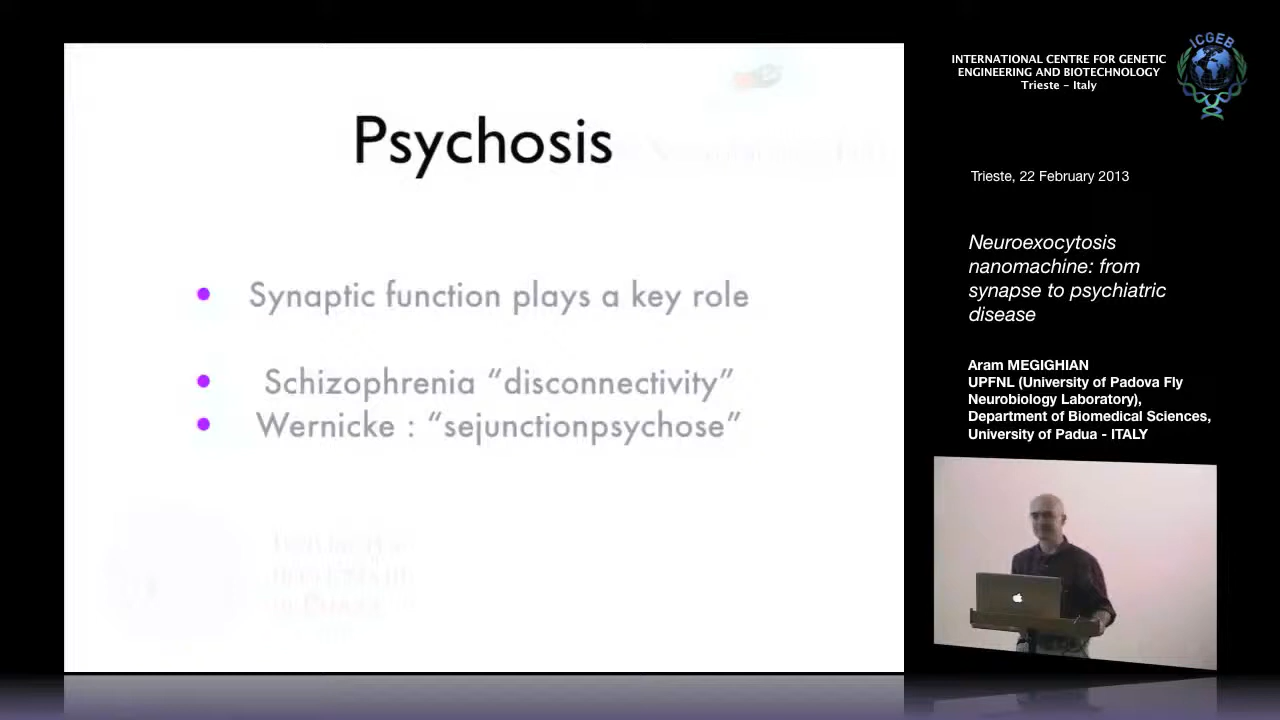 Psychosis
• Synaptic function plays a key role
• Schizophrenia “disconnectivity”
• Wernicke : “sejunctionpsychose”
INTERNATIONAL CENTRE FOR GENETIC
ENGINEERING AND BIOTECHNOLOGY
Trieste - Italy
ICGEB
Trieste, 22 February 2013
Neuroexocytosis
nanomachine: from
synapse to psychiatric
disease
Aram MEGIGHIAN
UPFNL (University of Padova Fly
Neurobiology Laboratory),
Department of Biomedical Sciences,
University of Padua - ITALY